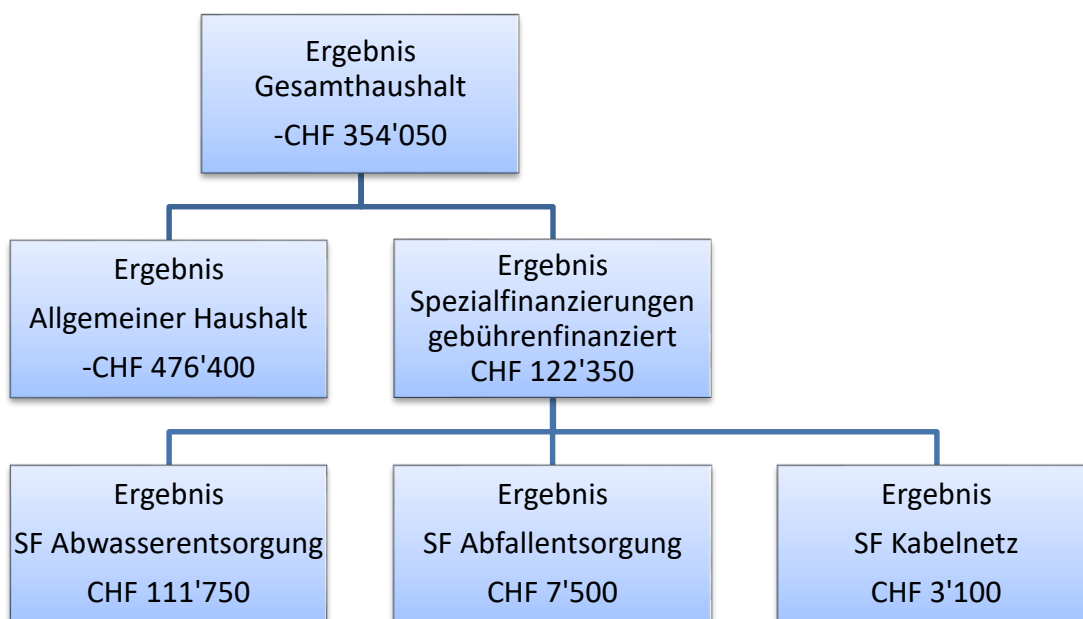 Ergebnis
Gesamthaushalt
-CHF 354'050
Ergebnis
Allgemeiner Haushalt
-CHF 476'400
Ergebnis
Spezialfinanzierungen
gebührenfinanziert
CHF 122'350
Ergebnis
SF Abwasserentsorgung
CHF 111'750
Ergebnis
SF Abfallentsorgung
CHF 7'500
Ergebnis
SF Kabelnetz
CHF 3'100